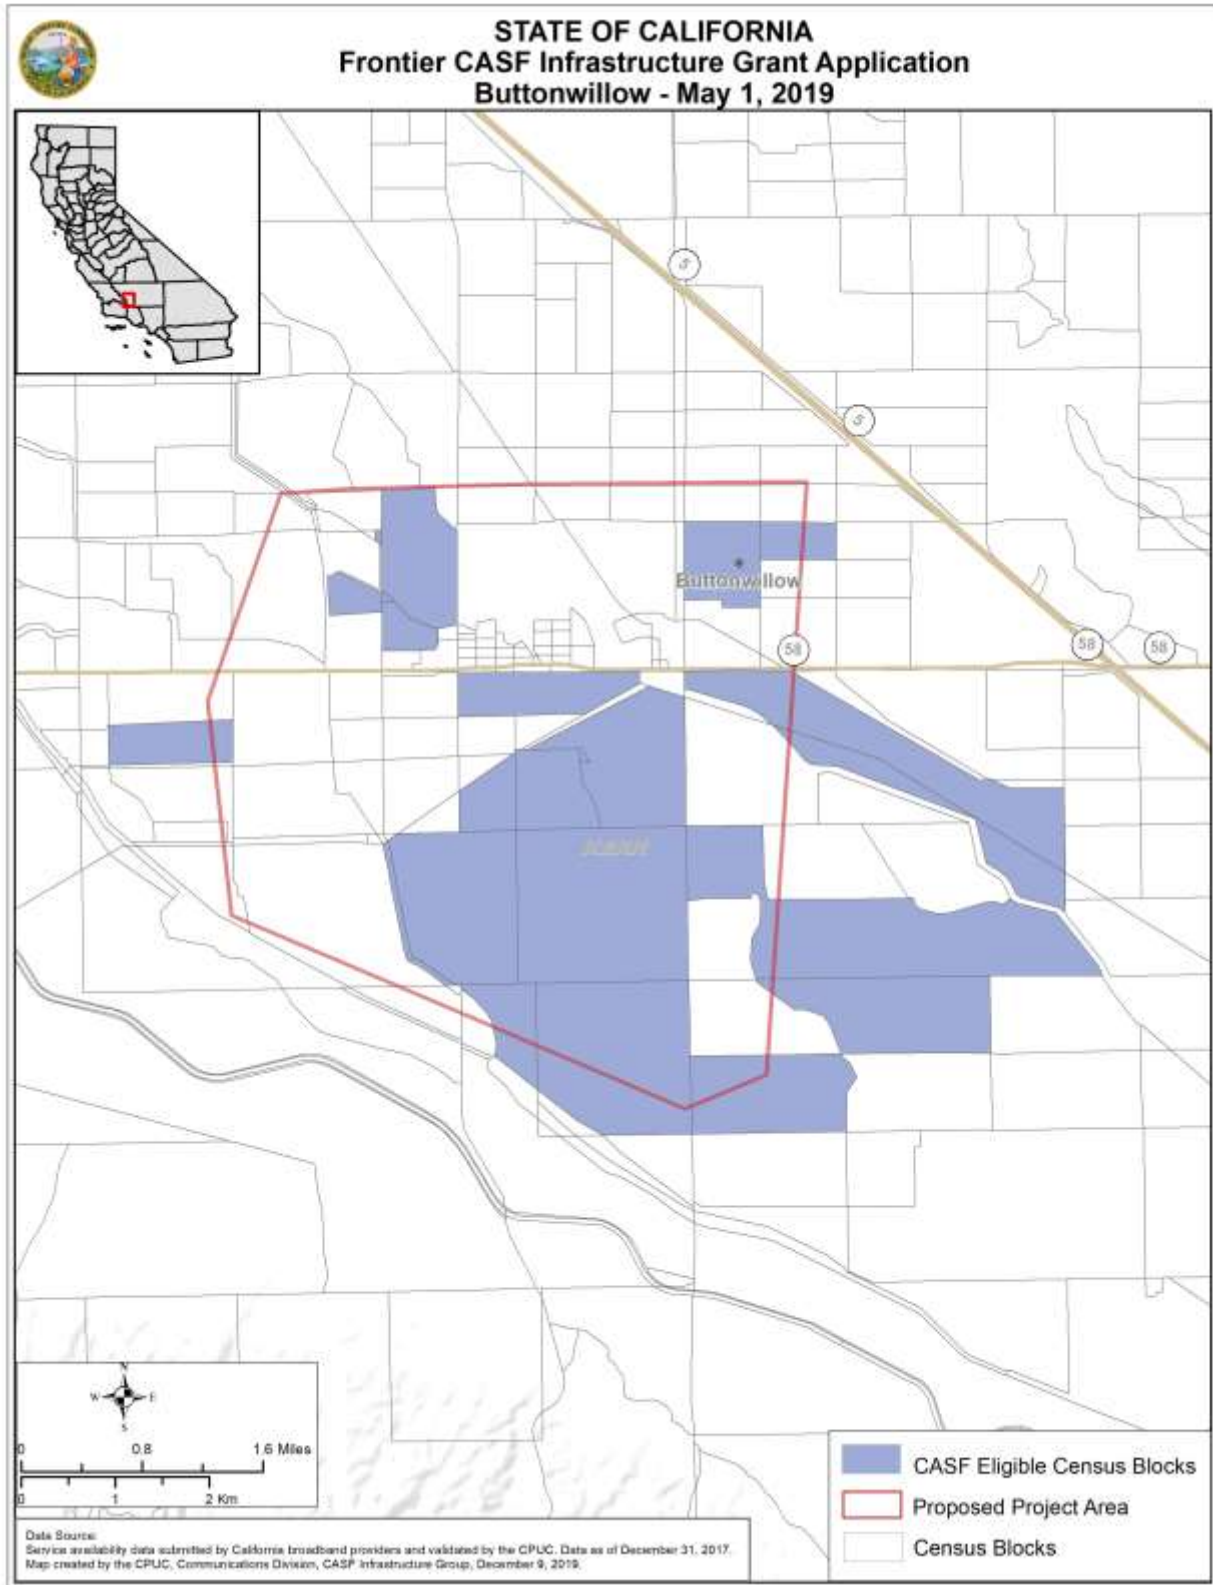 STATE OF CALIFORNIA
Frontier CASF Infrastructure Grant Application
Buttonwillow - May 1, 2019
5
5
Buttonwillow
58
58
58
N
W E
S
0 0.8 1.6 Miles
0 1 2 Km
CASF Eligible Census Blocks
Proposed Project Area
Census Blocks
Data Source:
Service availability data submitted by California broadband providers and validated by the CPUC. Data as of December 31, 2017.
Map created by the CPUC, Communications Division, CASF Infrastructure Group, December 9, 2019.